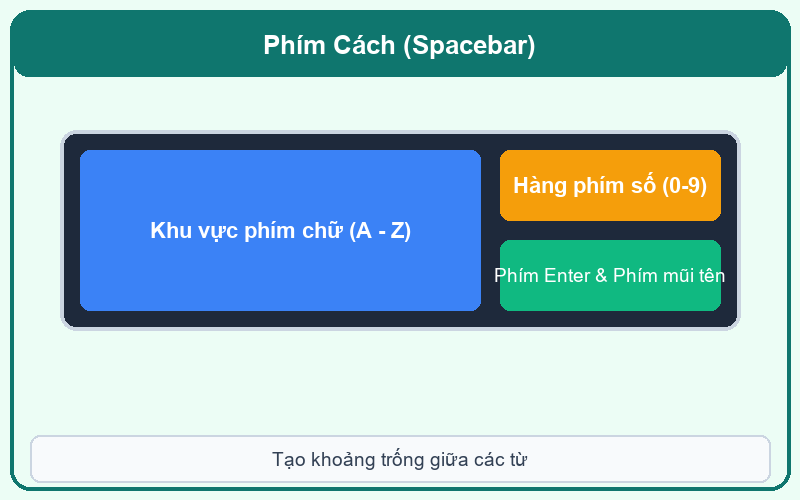 Phím Cách (Spacebar)
Khu vực phím chữ (A - Z)
Hàng phím số (0-9)
Phím Enter & Phím mũi tên
Tạo khoảng trống giữa các từ